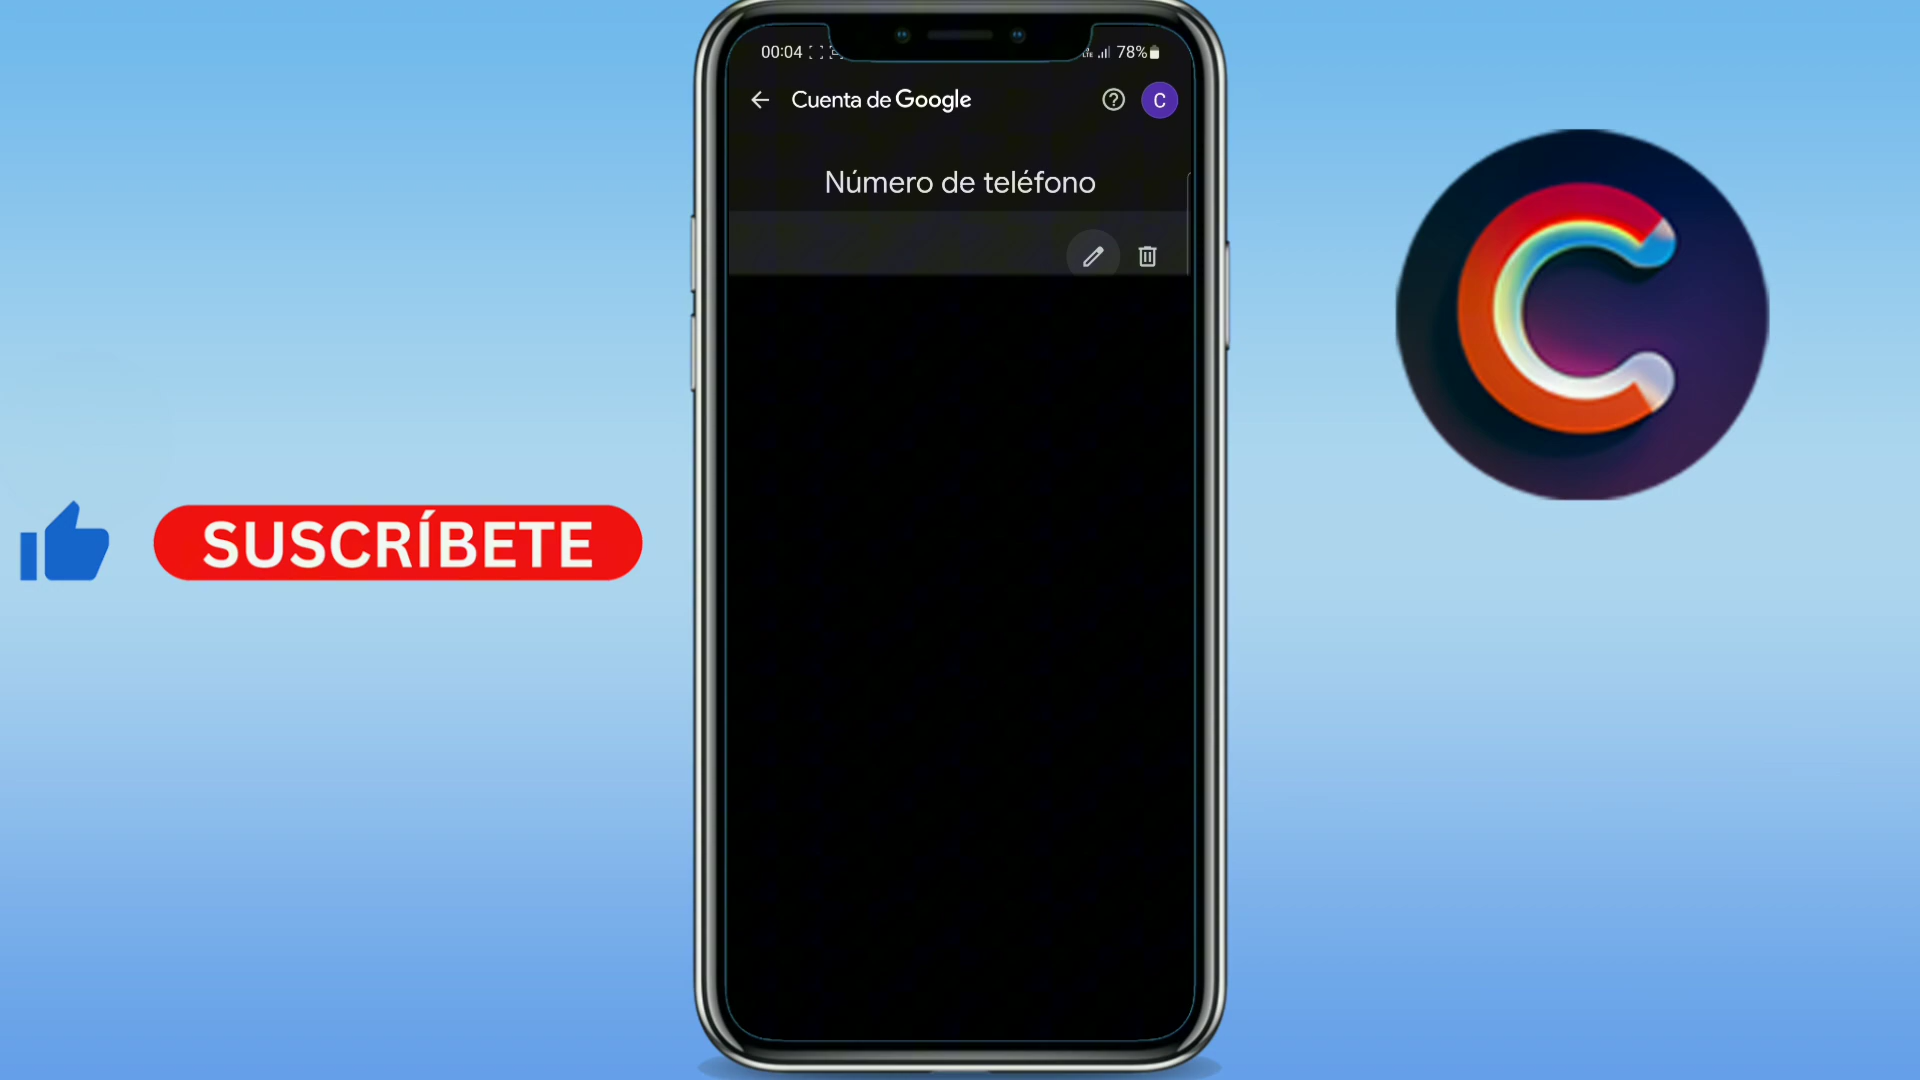 00:04
78%
Cuenta de Google
C
Número de teléfono
SUSCRÍBETE
C